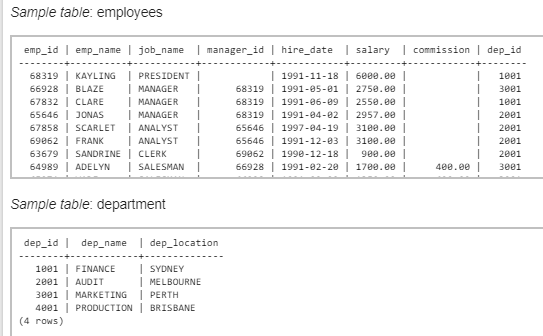 Sample table: employees
emp_id | emp_name | job_name | manager_id | hire_date | salary | commission | dep_id
--------+----------+-----------+------------+------------+---------+------------+--------
68319 | KAYLING | PRESIDENT | | 1991-11-18 | 6000.00 | | 1001
66928 | BLAZE | MANAGER | 68319 | 1991-05-01 | 2750.00 | | 3001
67832 | CLARE | MANAGER | 68319 | 1991-06-09 | 2550.00 | | 1001
65646 | JONAS | MANAGER | 68319 | 1991-04-02 | 2957.00 | | 2001
67858 | SCARLET | ANALYST | 65646 | 1997-04-19 | 3100.00 | | 2001
69062 | FRANK | ANALYST | 65646 | 1991-12-03 | 3100.00 | | 2001
63679 | SANDRINE | CLERK | 69062 | 1990-12-18 | 900.00 | | 2001
64989 | ADELYN | SALESMAN | 66928 | 1991-02-20 | 1700.00 | 400.00 | 3001
Sample table: department
dep_id | dep_name | dep_location
--------+------------+--------------
1001 | FINANCE | SYDNEY
2001 | AUDIT | MELBOURNE
3001 | MARKETING | PERTH
4001 | PRODUCTION | BRISBANE
(4 rows)